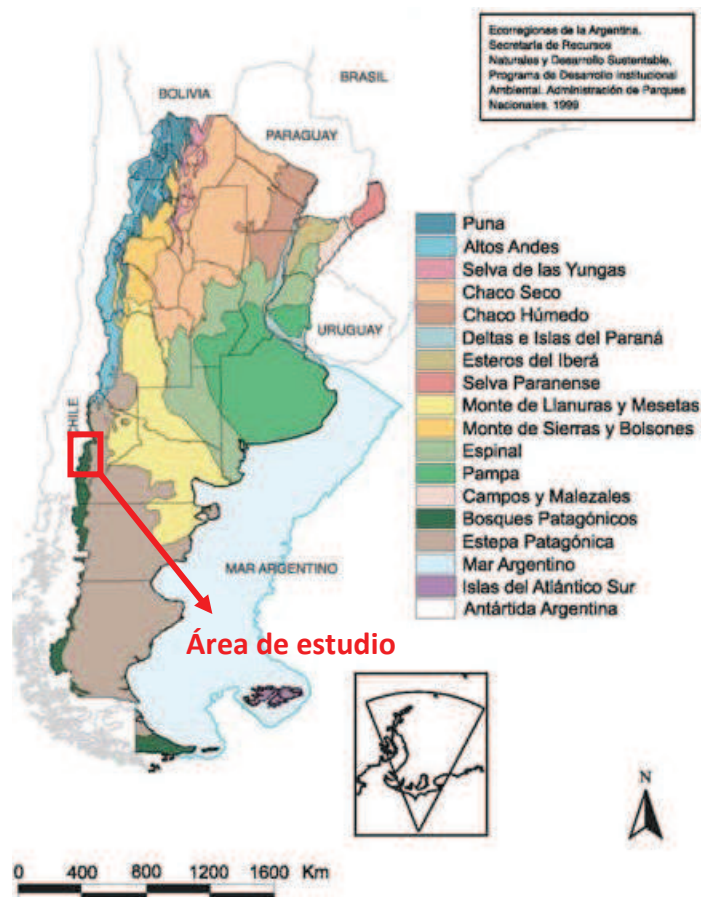 Ecorregiones de la Argentina.
Secretaría de Recursos
Naturales y Desarrollo Sustentable,
Programa de Desarrollo Institucional
Ambiental. Administración de Parques
Nacionales. 1999
BRASIL
BOLIVIA
PARAGUAY
URUGUAY
CHILE
MAR ARGENTINO
Puna
Altos Andes
Selva de las Yungas
Chaco Seco
Chaco Húmedo
Deltas e Islas del Paraná
Esteros del Iberá
Selva Paranense
Monte de Llanuras y Mesetas
Monte de Sierras y Bolsones
Espinal
Pampa
Campos y Malezales
Bosques Patagónicos
Estepa Patagónica
Mar Argentino
Islas del Atlántico Sur
Antártida Argentina
Área de estudio
N
0 400 800 1200 1600 Km